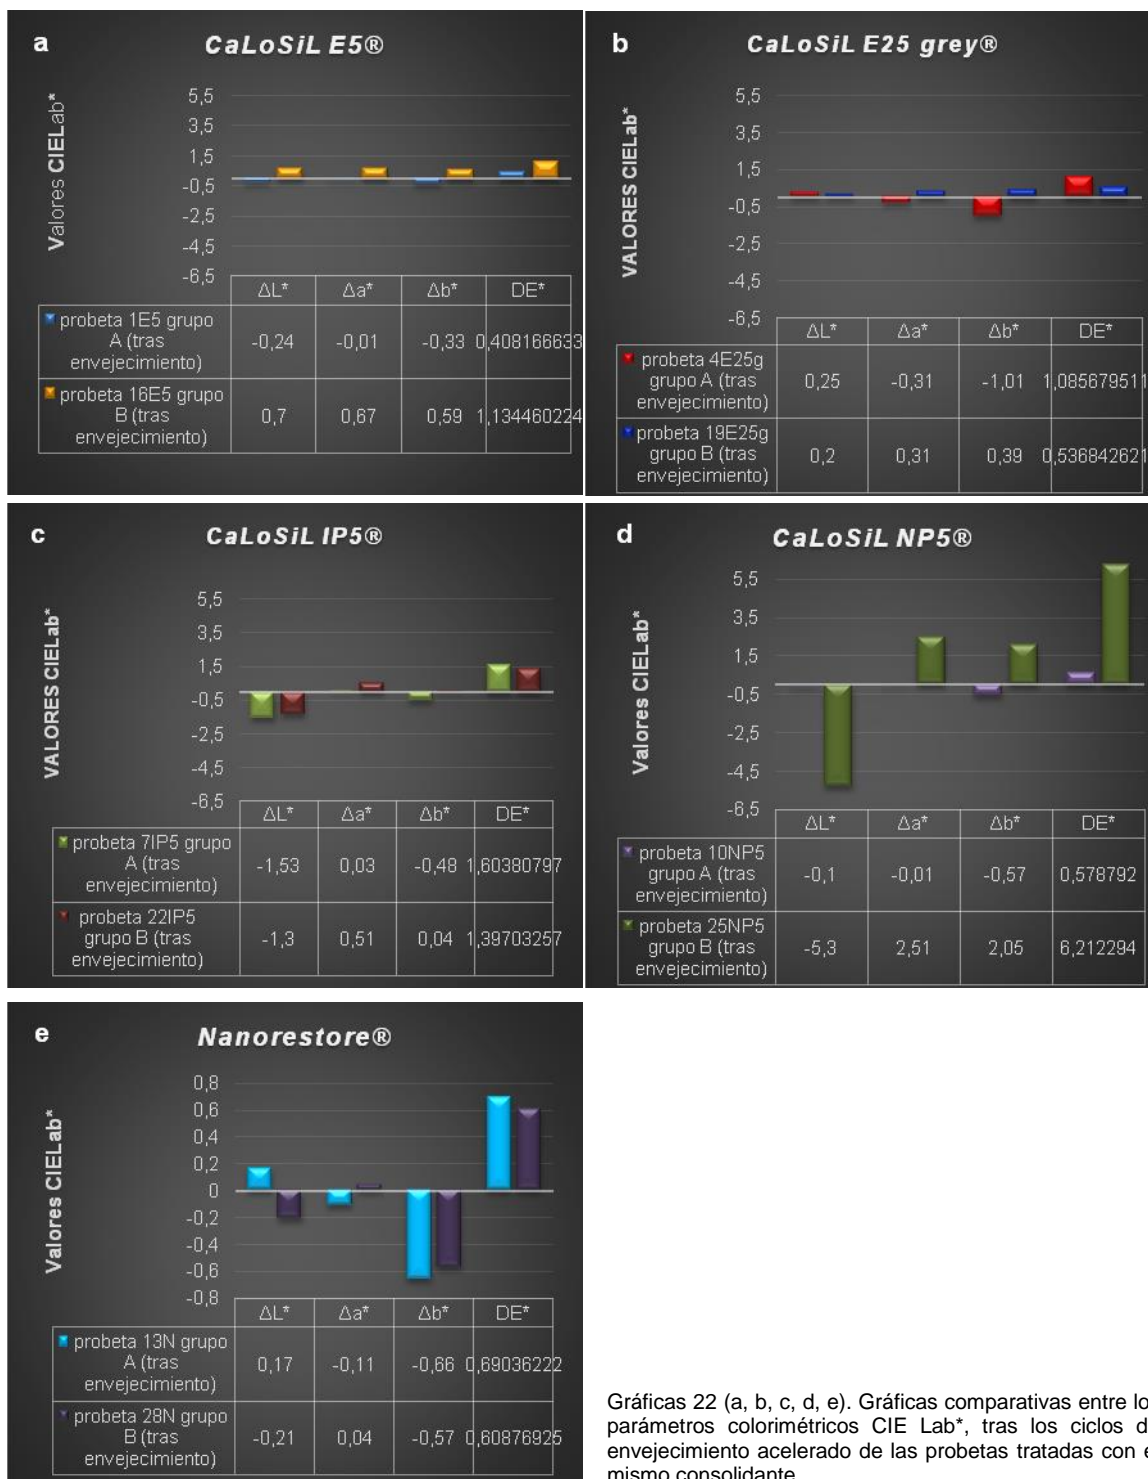 a
CaLoSiL E5®
Valores CIELab*
5,5
3,5
1,5
-0,5
-2,5
-4,5
-6,5
ΔL* Δa* Δb* DE*
probeta 1E5 grupo
A (tras
envejecimiento)
-0,24 -0,01 -0,33 0,408166633
probeta 16E5 grupo
B (tras
envejecimiento)
0,7 0,67 0,59 1,134460224
b
CaLoSiL E25 grey®
VALORES CIELab*
5,5
3,5
1,5
-0,5
-2,5
-4,5
-6,5
ΔL* Δa* Δb* DE*
probeta 4E25g
grupo A (tras
envejecimiento)
0,25 -0,31 -1,01 1,085679511
probeta 19E25g
grupo B (tras
envejecimiento)
0,2 0,31 0,39 0,536842621
c
CaLoSiL IP5®
VALORES CIELab*
5,5
3,5
1,5
-0,5
-2,5
-4,5
-6,5
ΔL* Δa* Δb* DE*
probeta 7IP5 grupo
A (tras
envejecimiento)
-1,53 0,03 -0,48 1,60380797
probeta 22IP5
grupo B (tras
envejecimiento)
-1,3 0,51 0,04 1,39703257
d
CaLoSiL NP5®
Valores CIELab*
5,5
3,5
1,5
-0,5
-2,5
-4,5
-6,5
ΔL* Δa* Δb* DE*
probeta 10NP5
grupo A (tras
envejecimiento)
-0,1 -0,01 -0,57 0,578792
probeta 25NP5
grupo B (tras
envejecimiento)
-5,3 2,51 2,05 6,212294
e
Nanorestore®
Valores CIELab*
0,8
0,6
0,4
0,2
0
-0,2
-0,4
-0,6
-0,8
ΔL* Δa* Δb* DE*
probeta 13N grupo
A (tras
envejecimiento)
0,17 -0,11 -0,66 0,69036222
probeta 28N grupo
B (tras
envejecimiento)
-0,21 0,04 -0,57 0,60876925
Gráficas 22 (a, b, c, d, e). Gráficas comparativas entre lo
parámetros colorimétricos CIE Lab*, tras los ciclos d
envejecimiento acelerado de las probetas tratadas con e
mismo consolidante